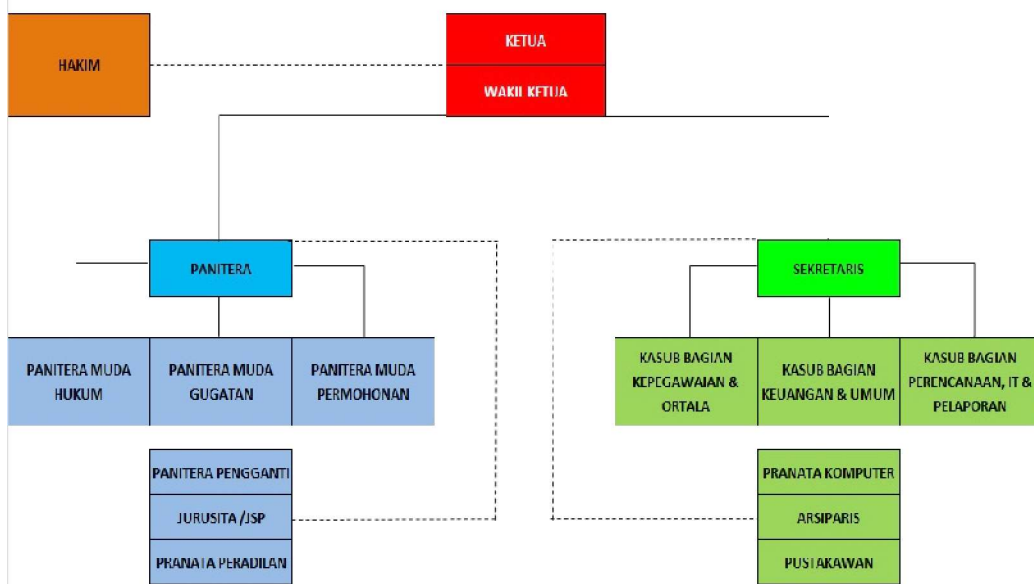 HAKIM
KETUA
WAKIL KETUA
PANITERA
SEKRETARIS
PANITERA MUDA
HUKUM
PANITERA MUDA
GUGATAN
PANITERA MUDA
PERMOHONAN
KASUB BAGIAN
KEPEGAWAIAN &
ORTALA
KASUB BAGIAN
KEUANGAN & UMUM
KASUB BAGIAN
PERENCANAAN, IT &
PELAPORAN
PANITERA PENGGANTI
JURUSITA /JSP
PRANATA PERADILAN
PRANATA KOMPUTER
ARSIPARIS
PUSTAKAWAN